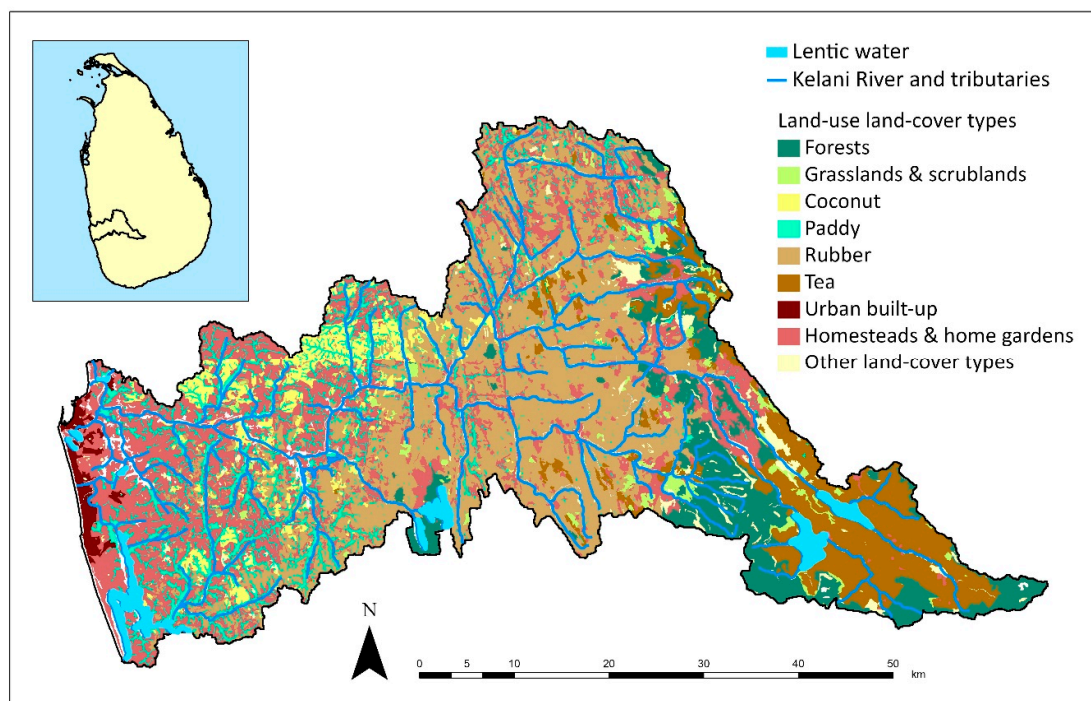 Lentic water
Kelani River and tributaries
Land-use land-cover types
Forests
Grasslands & scrublands
Coconut
Paddy
Rubber
Tea
Urban built-up
Homesteads & home gardens
Other land-cover types
N
0 5 10 20 30 40 50
km